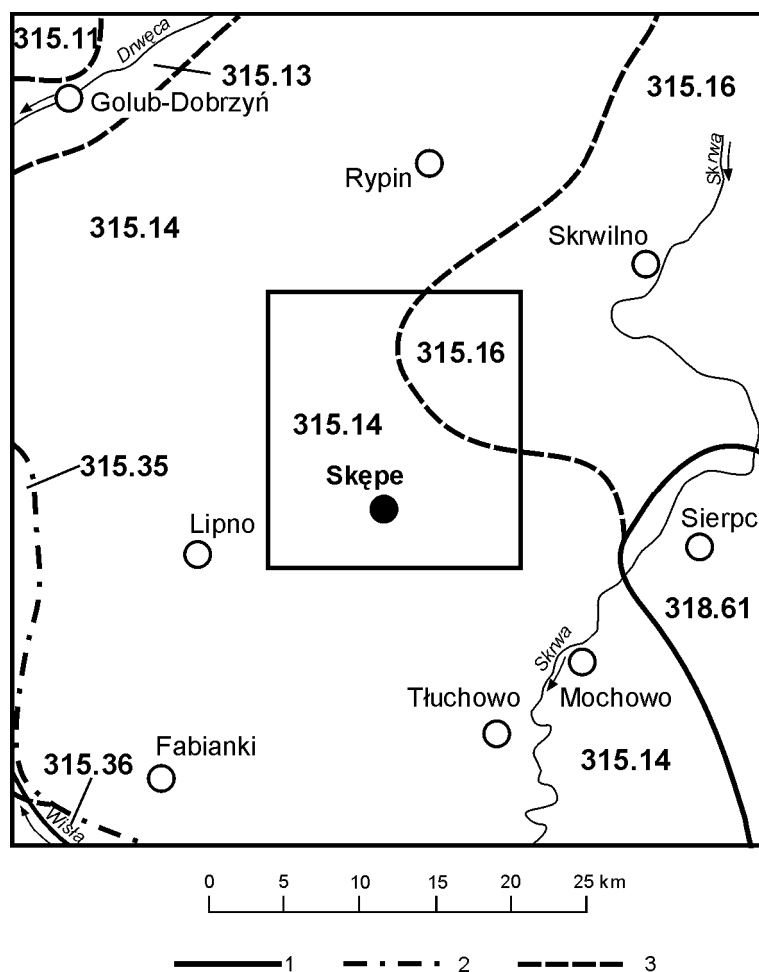 315.11
Drwęca
315.13
Golub-Dobrzyń
315.16
Skrwa
Rypin
315.14
Skrwilno
315.16
315.14
315.35
Skępe
Lipno
Sierpc
318.61
Skrwa
Tłuchowo
Mochowo
Fabianki
315.36
315.14
Wisła
0 5 10 15 20 25 km
1 2 3